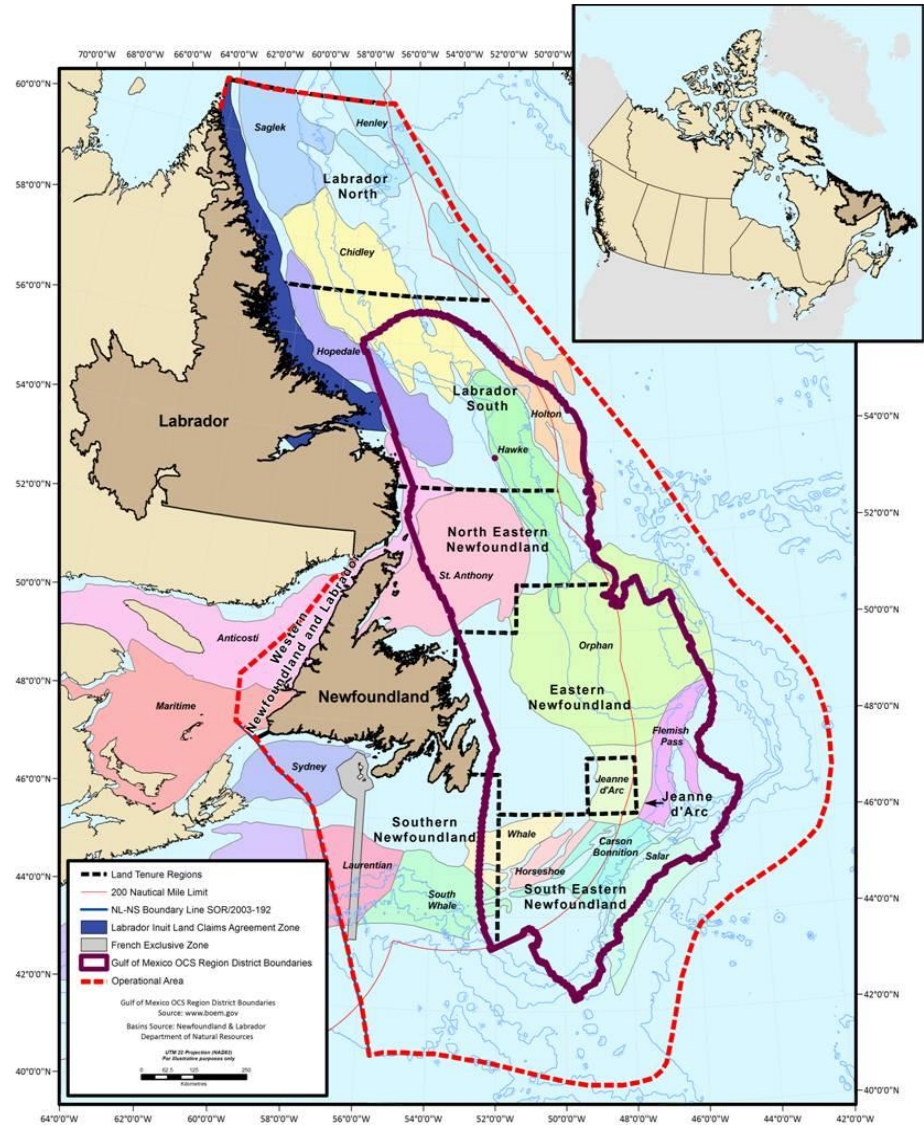 70°0'0"W 68°0'0"W 66°0'0"W 64°0'0"W 62°0'0"W 60°0'0"W 58°0'0"W 56°0'0"W 54°0'0"W 52°0'0"W 50°0'0"W
60°0'0"N
58°0'0"N
56°0'0"N
54°0'0"N
52°0'0"N
50°0'0"N
48°0'0"N
46°0'0"N
44°0'0"N
42°0'0"N
40°0'0"N
Saglek
Henley
Labrador
North
Chidley
Hopedale
Labrador
South
Holton
Labrador
Hawke
North Eastern
Newfoundland
St. Anthony
Western
Newfoundland and Labrador
Anticosti
Orphan
Eastern
Newfoundland
Newfoundland
Maritime
Flemish
Pass
Sydney
Jeanne
d'Arc
Jeanne
d'Arc
Southern
Newfoundland
Whale
Carson
Bonnition
Salar
Laurentian
Horseshoe
South
Whale
South Eastern
Newfoundland
54°0'0"N
52°0'0"N
50°0'0"N
48°0'0"N
46°0'0"N
44°0'0"N
42°0'0"N
40°0'0"N
Land Tenure Regions
200 Nautical Mile Limit
NL-NS Boundary Line SOR/2003-192
Labrador Inuit Land Claims Agreement Zone
French Exclusive Zone
Gulf of Mexico OCS Region District Boundaries
Operational Area
Gulf of Mexico OCS Region District Boundaries
Source: www.boem.gov
Basins Source: Newfoundland & Labrador
Department of Natural Resources
UTM 22 Projection (NAD83)
For illustrative purposes only
0 62.5 125 250
Kilometres
64°0'0"W 62°0'0"W 60°0'0"W 58°0'0"W 56°0'0"W 54°0'0"W 52°0'0"W 50°0'0"W 48°0'0"W 46°0'0"W 44°0'0"W 42°0'0"W